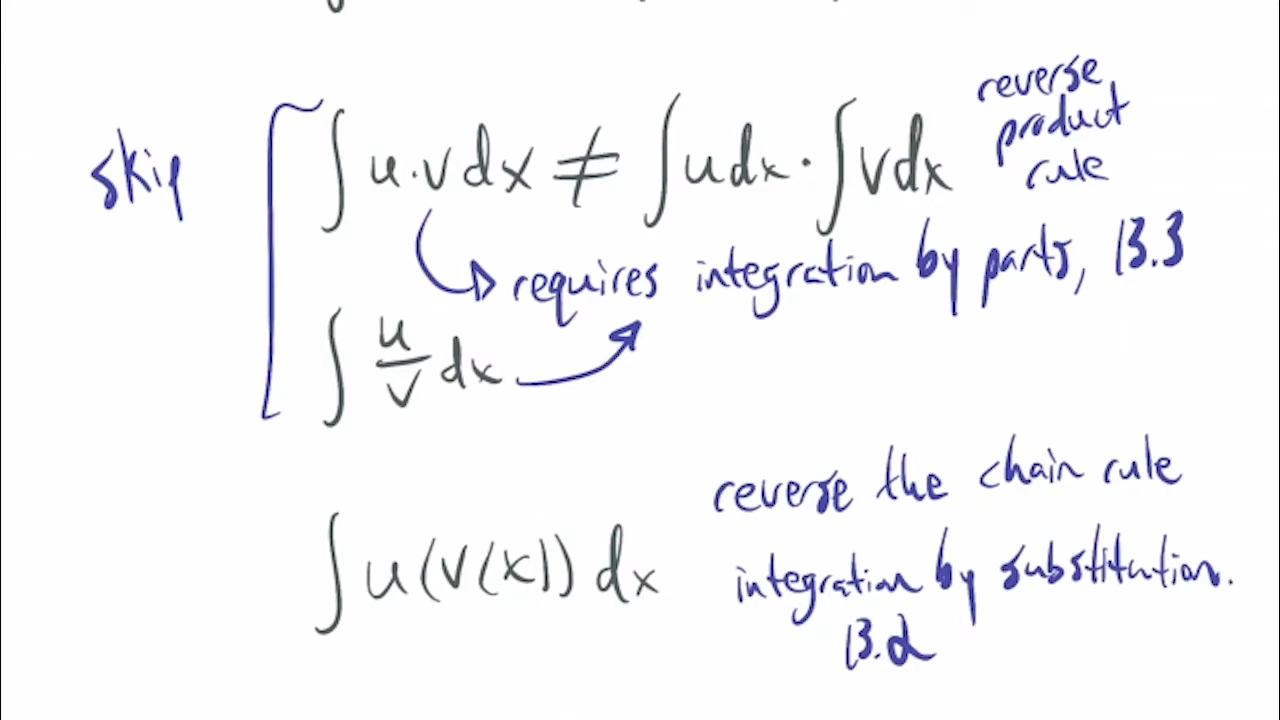 skip
∫ u·v dx ≠ ∫ u dx · ∫ v dx
reverse
product
rule
requires integration by parts, 13.3
∫ u/v dx
reverse the chain rule
∫ u(v(x)) dx
integration by substitution.
13.2